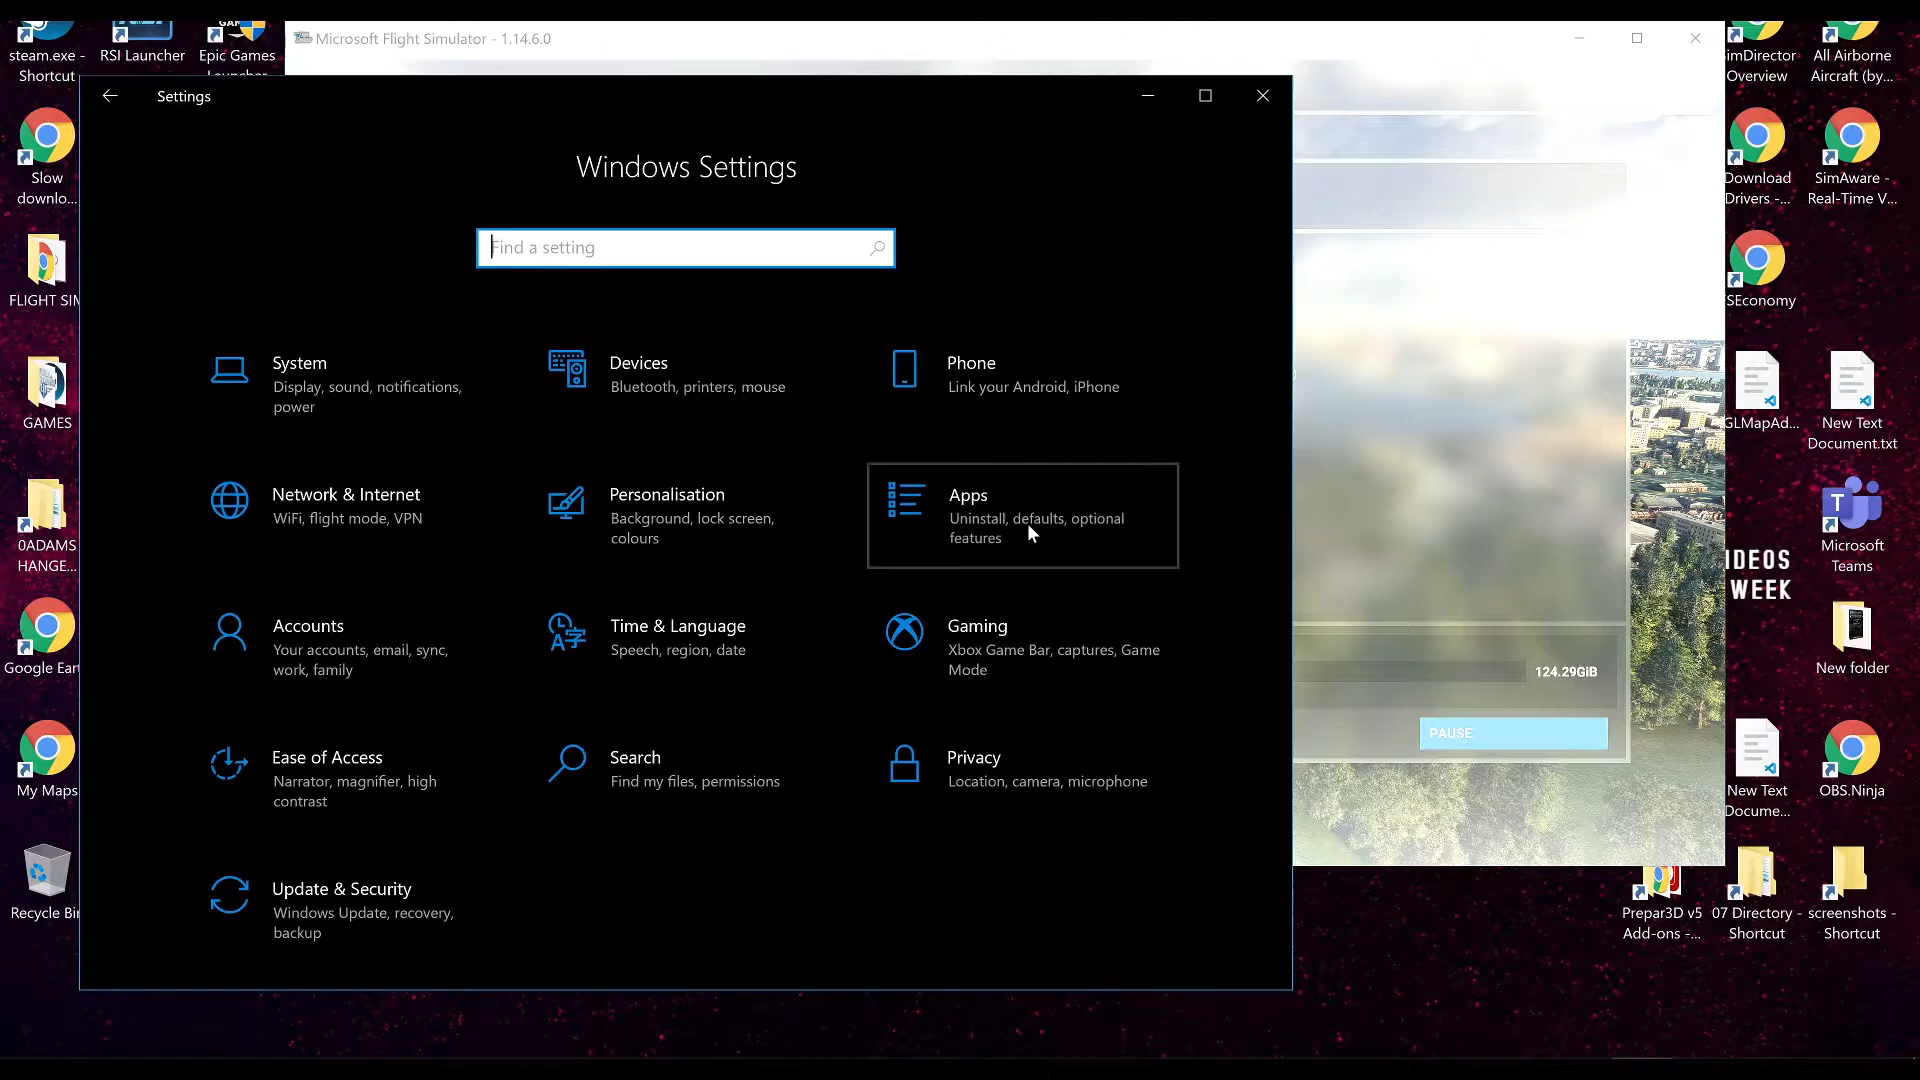 steam.exe -
Shortcut
RSI Launcher
Epic Games
Launcher
Microsoft Flight Simulator - 1.14.6.0
SimDirector
Overview
All Airborne
Aircraft (by...
Settings
Windows Settings
Find a setting
Slow
downlo...
Download
Drivers -...
SimAware -
Real-Time V...
FLIGHT SIM
FSEconomy
System
Display, sound, notifications,
power
Devices
Bluetooth, printers, mouse
Phone
Link your Android, iPhone
GAMES
GLMapAd...
New Text
Document.txt
Network & Internet
WiFi, flight mode, VPN
Personalisation
Background, lock screen,
colours
Apps
Uninstall, defaults, optional
features
0ADAMS
HANGE...
IDEOS
WEEK
Microsoft
Teams
Accounts
Your accounts, email, sync,
work, family
Time & Language
Speech, region, date
Gaming
Xbox Game Bar, captures, Game
Mode
Google Eart
124.29GiB
New folder
PAUSE
Ease of Access
Narrator, magnifier, high
contrast
Search
Find my files, permissions
Privacy
Location, camera, microphone
My Maps
New Text
Docume...
OBS.Ninja
Update & Security
Windows Update, recovery,
backup
Recycle Bin
Prepar3D v5
Add-ons -...
07 Directory -
Shortcut
screenshots -
Shortcut